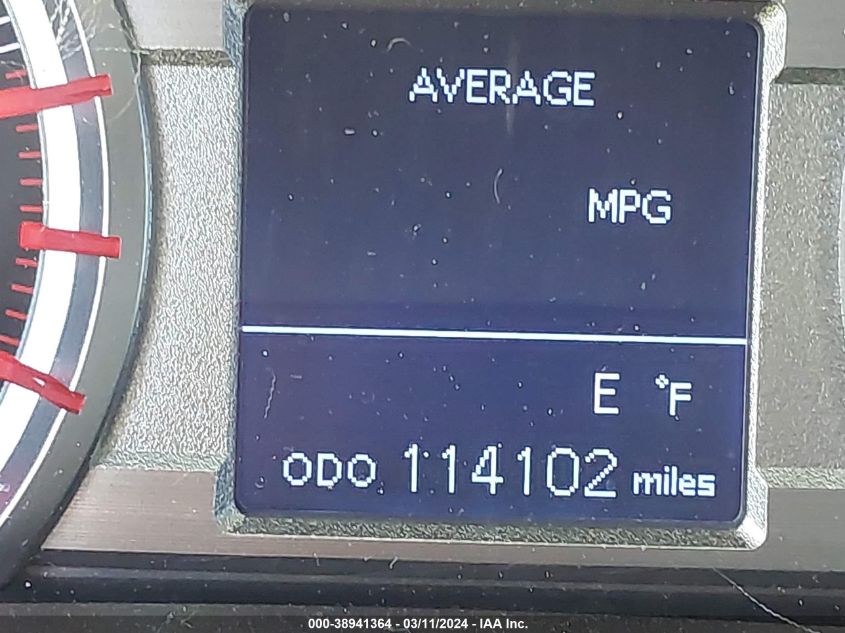 AVERAGE
MPG
E °F
ODO 114102 miles
000-38941364 - 03/11/2024 - IAA Inc.